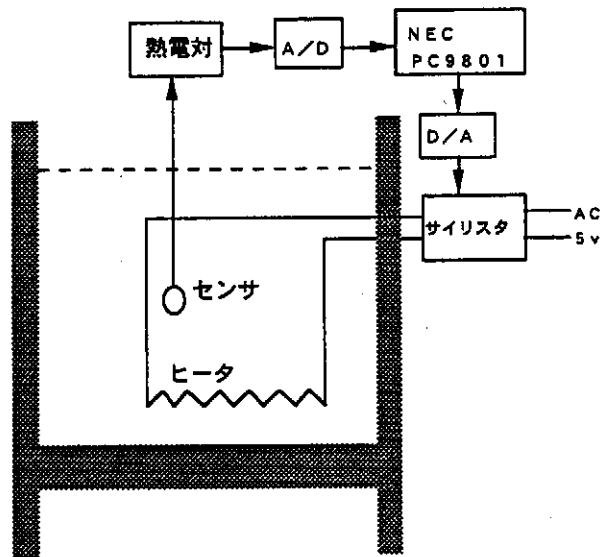 熱電対
A/D
NEC
PC9801
D/A
サイリスタ
AC
5v
センサ
ヒータ